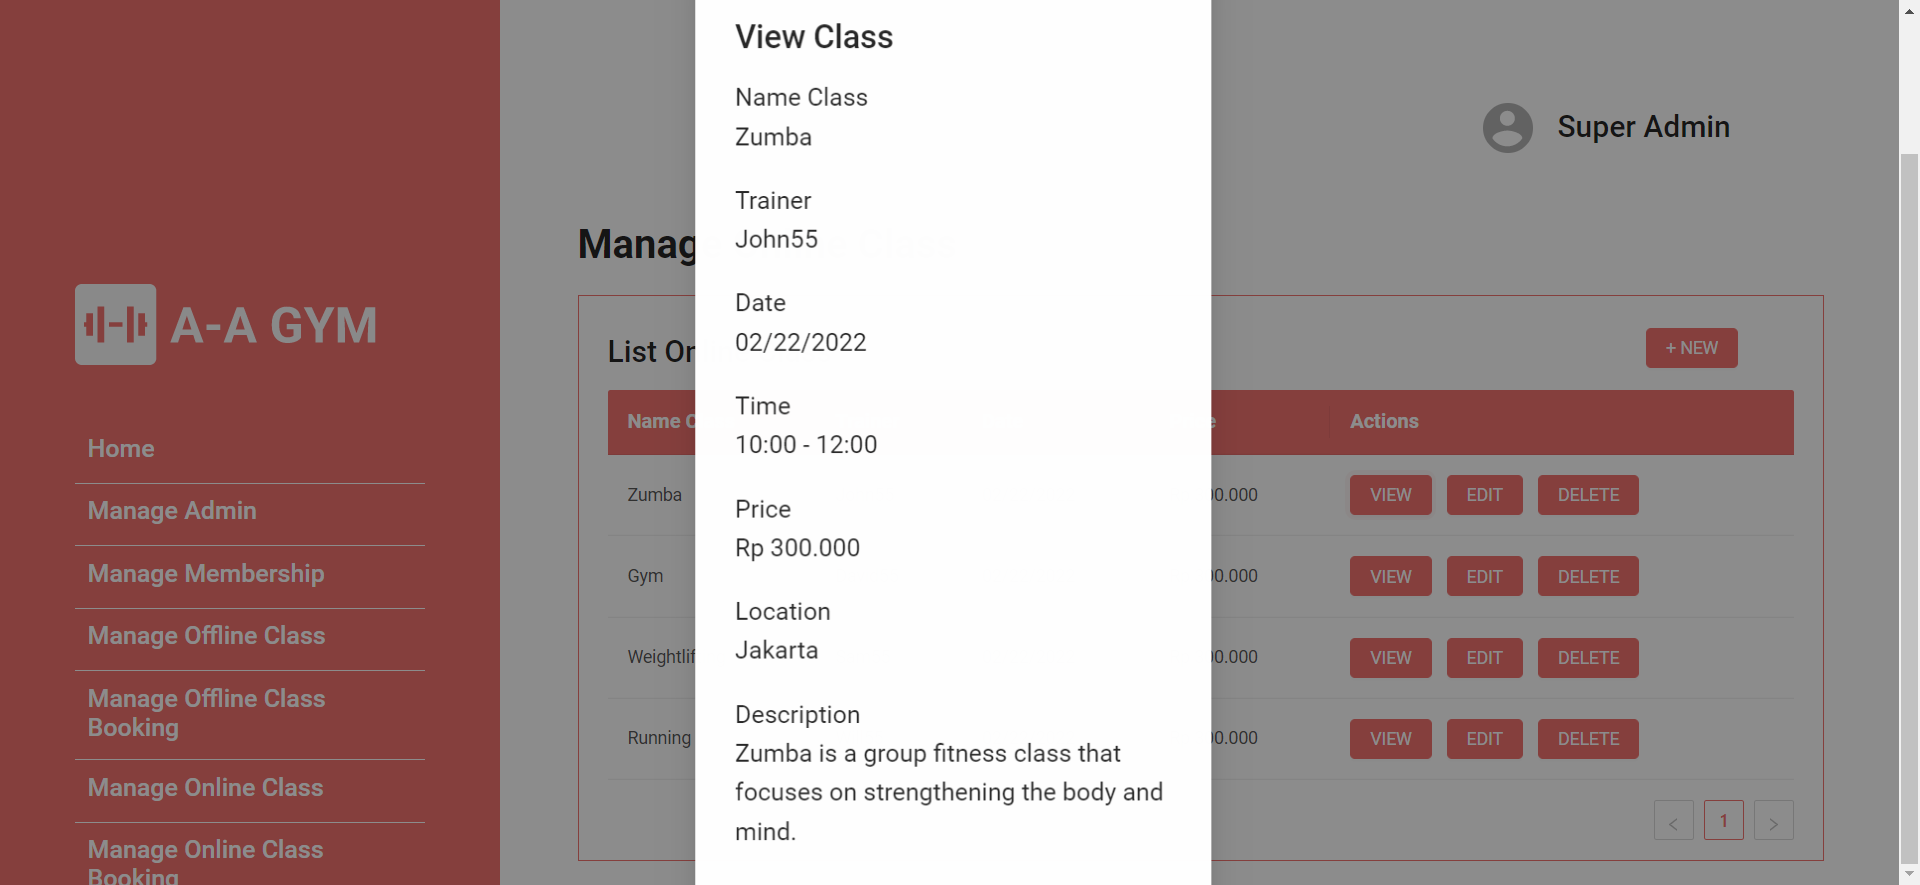 A-A GYM
Home
Manage Admin
Manage Membership
Manage Offline Class
Manage Offline Class
Booking
Manage Online Class
Manage Online Class
Booking
Super Admin
Manag
List On
+ NEW
Name C
e
Actions
Zumba
00.000
VIEW
EDIT
DELETE
Gym
00.000
VIEW
EDIT
DELETE
Weightlif
00.000
VIEW
EDIT
DELETE
Running
00.000
VIEW
EDIT
DELETE
<
1
>
View Class
Name Class
Zumba
Trainer
John55
Date
02/22/2022
Time
10:00 - 12:00
Price
Rp 300.000
Location
Jakarta
Description
Zumba is a group fitness class that
focuses on strengthening the body and
mind.